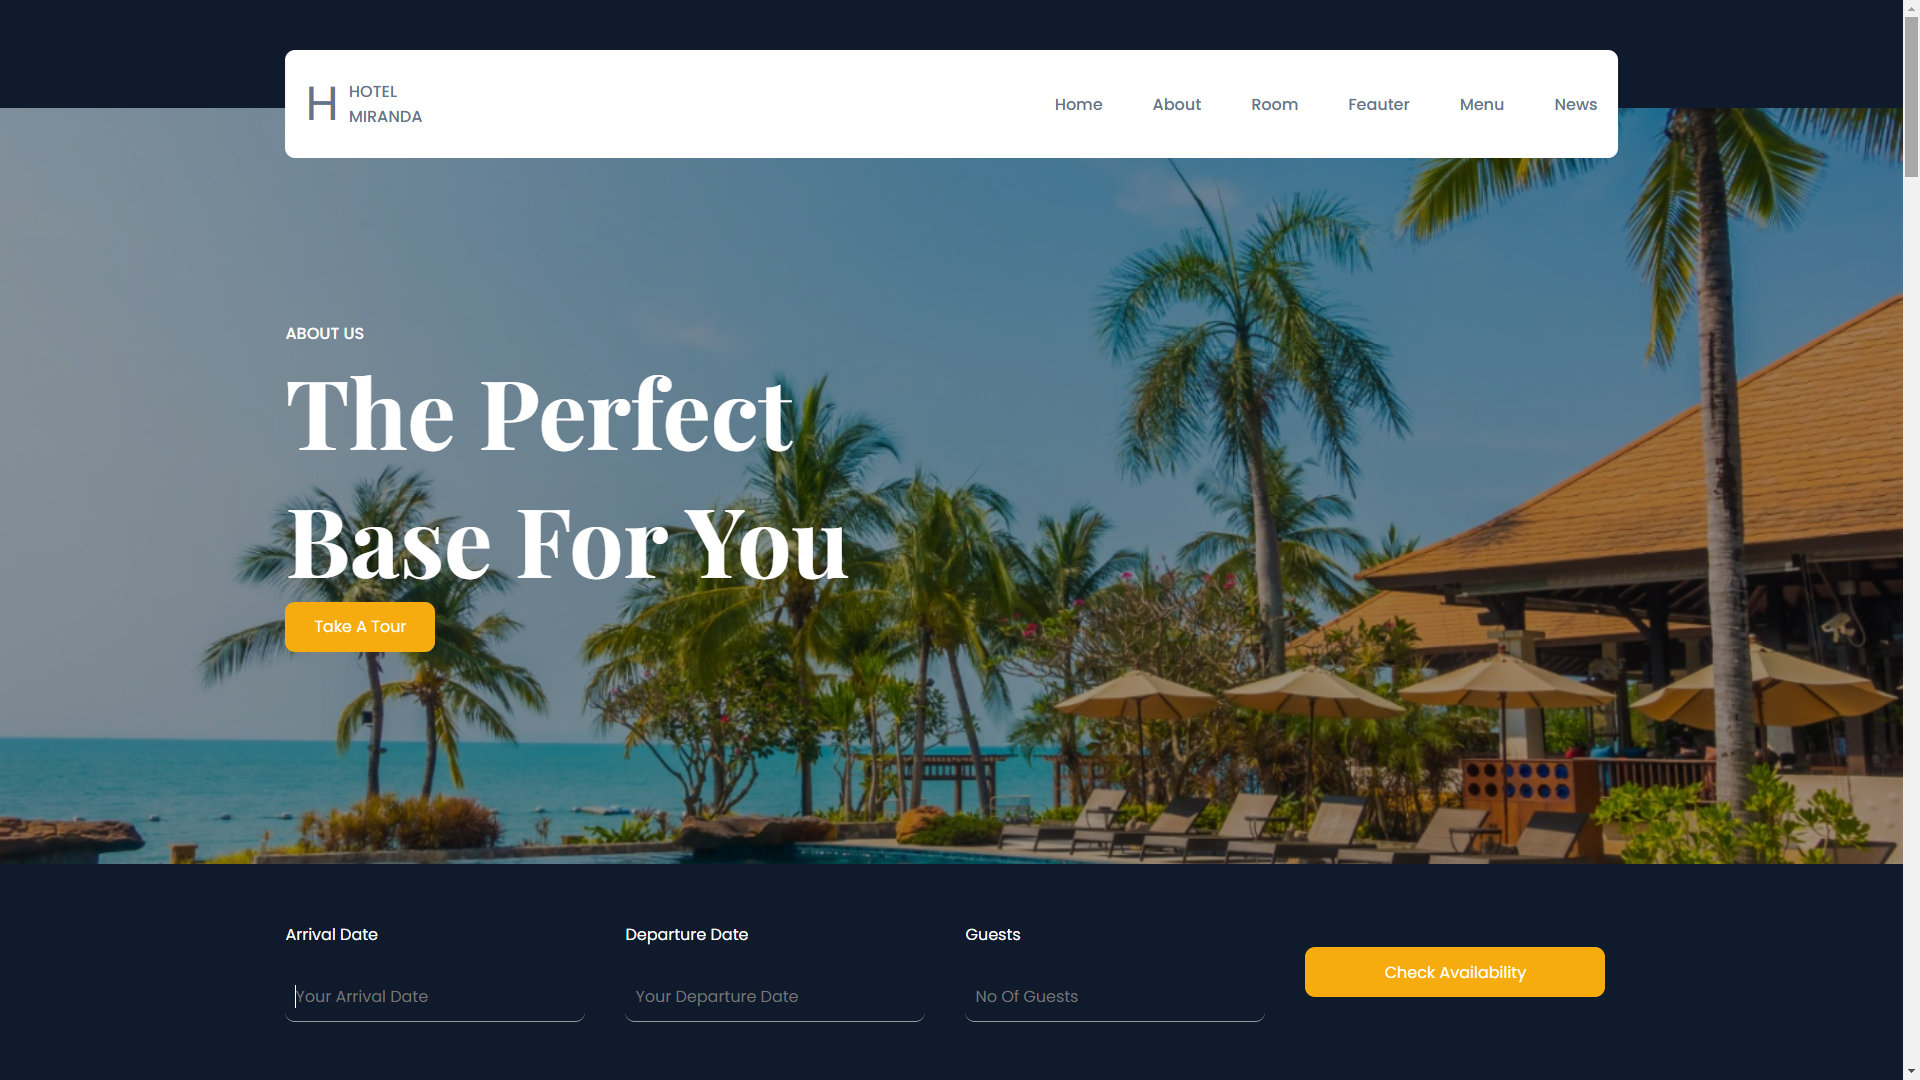 H
HOTEL
MIRANDA
Home About Room Feauter Menu News
ABOUT US
The Perfect
Base For You
Take A Tour
Arrival Date
Your Arrival Date
Departure Date
Your Departure Date
Guests
No Of Guests
Check Availability